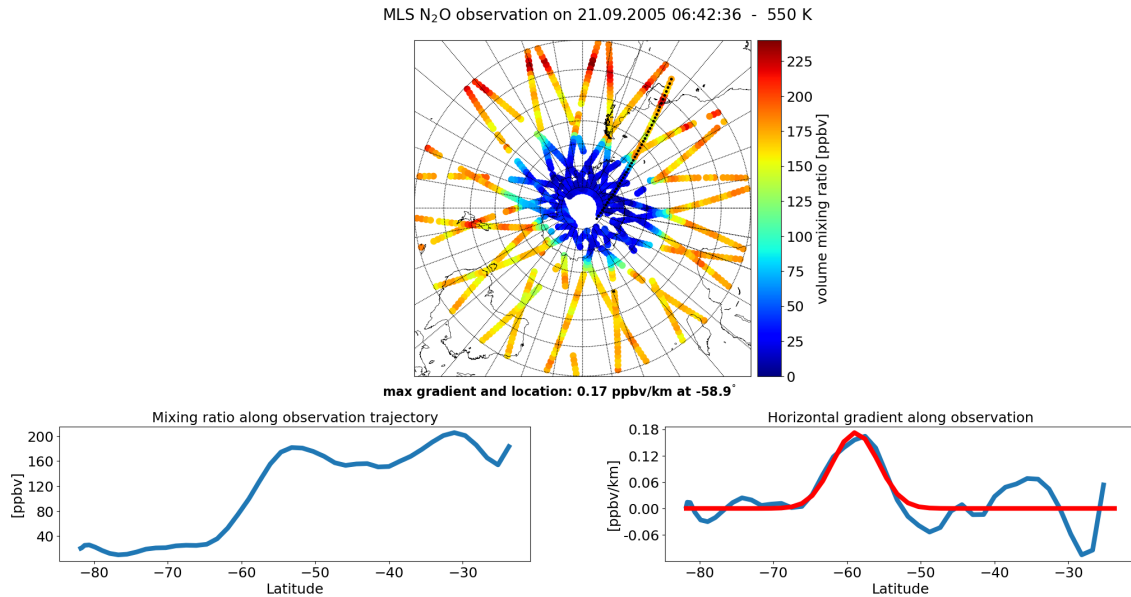 MLS N₂O observation on 21.09.2005 06:42:36 - 550 K
225
200
175
150
125
100
75
50
25
0
volume mixing ratio [ppbv]
max gradient and location: 0.17 ppbv/km at -58.9°
Mixing ratio along observation trajectory
200
160
120
80
40
[ppbv]
−80 −70 −60 −50 −40 −30
Latitude
Horizontal gradient along observation
0.18
0.12
0.06
0.00
-0.06
[ppbv/km]
−80 −70 −60 −50 −40 −30
Latitude